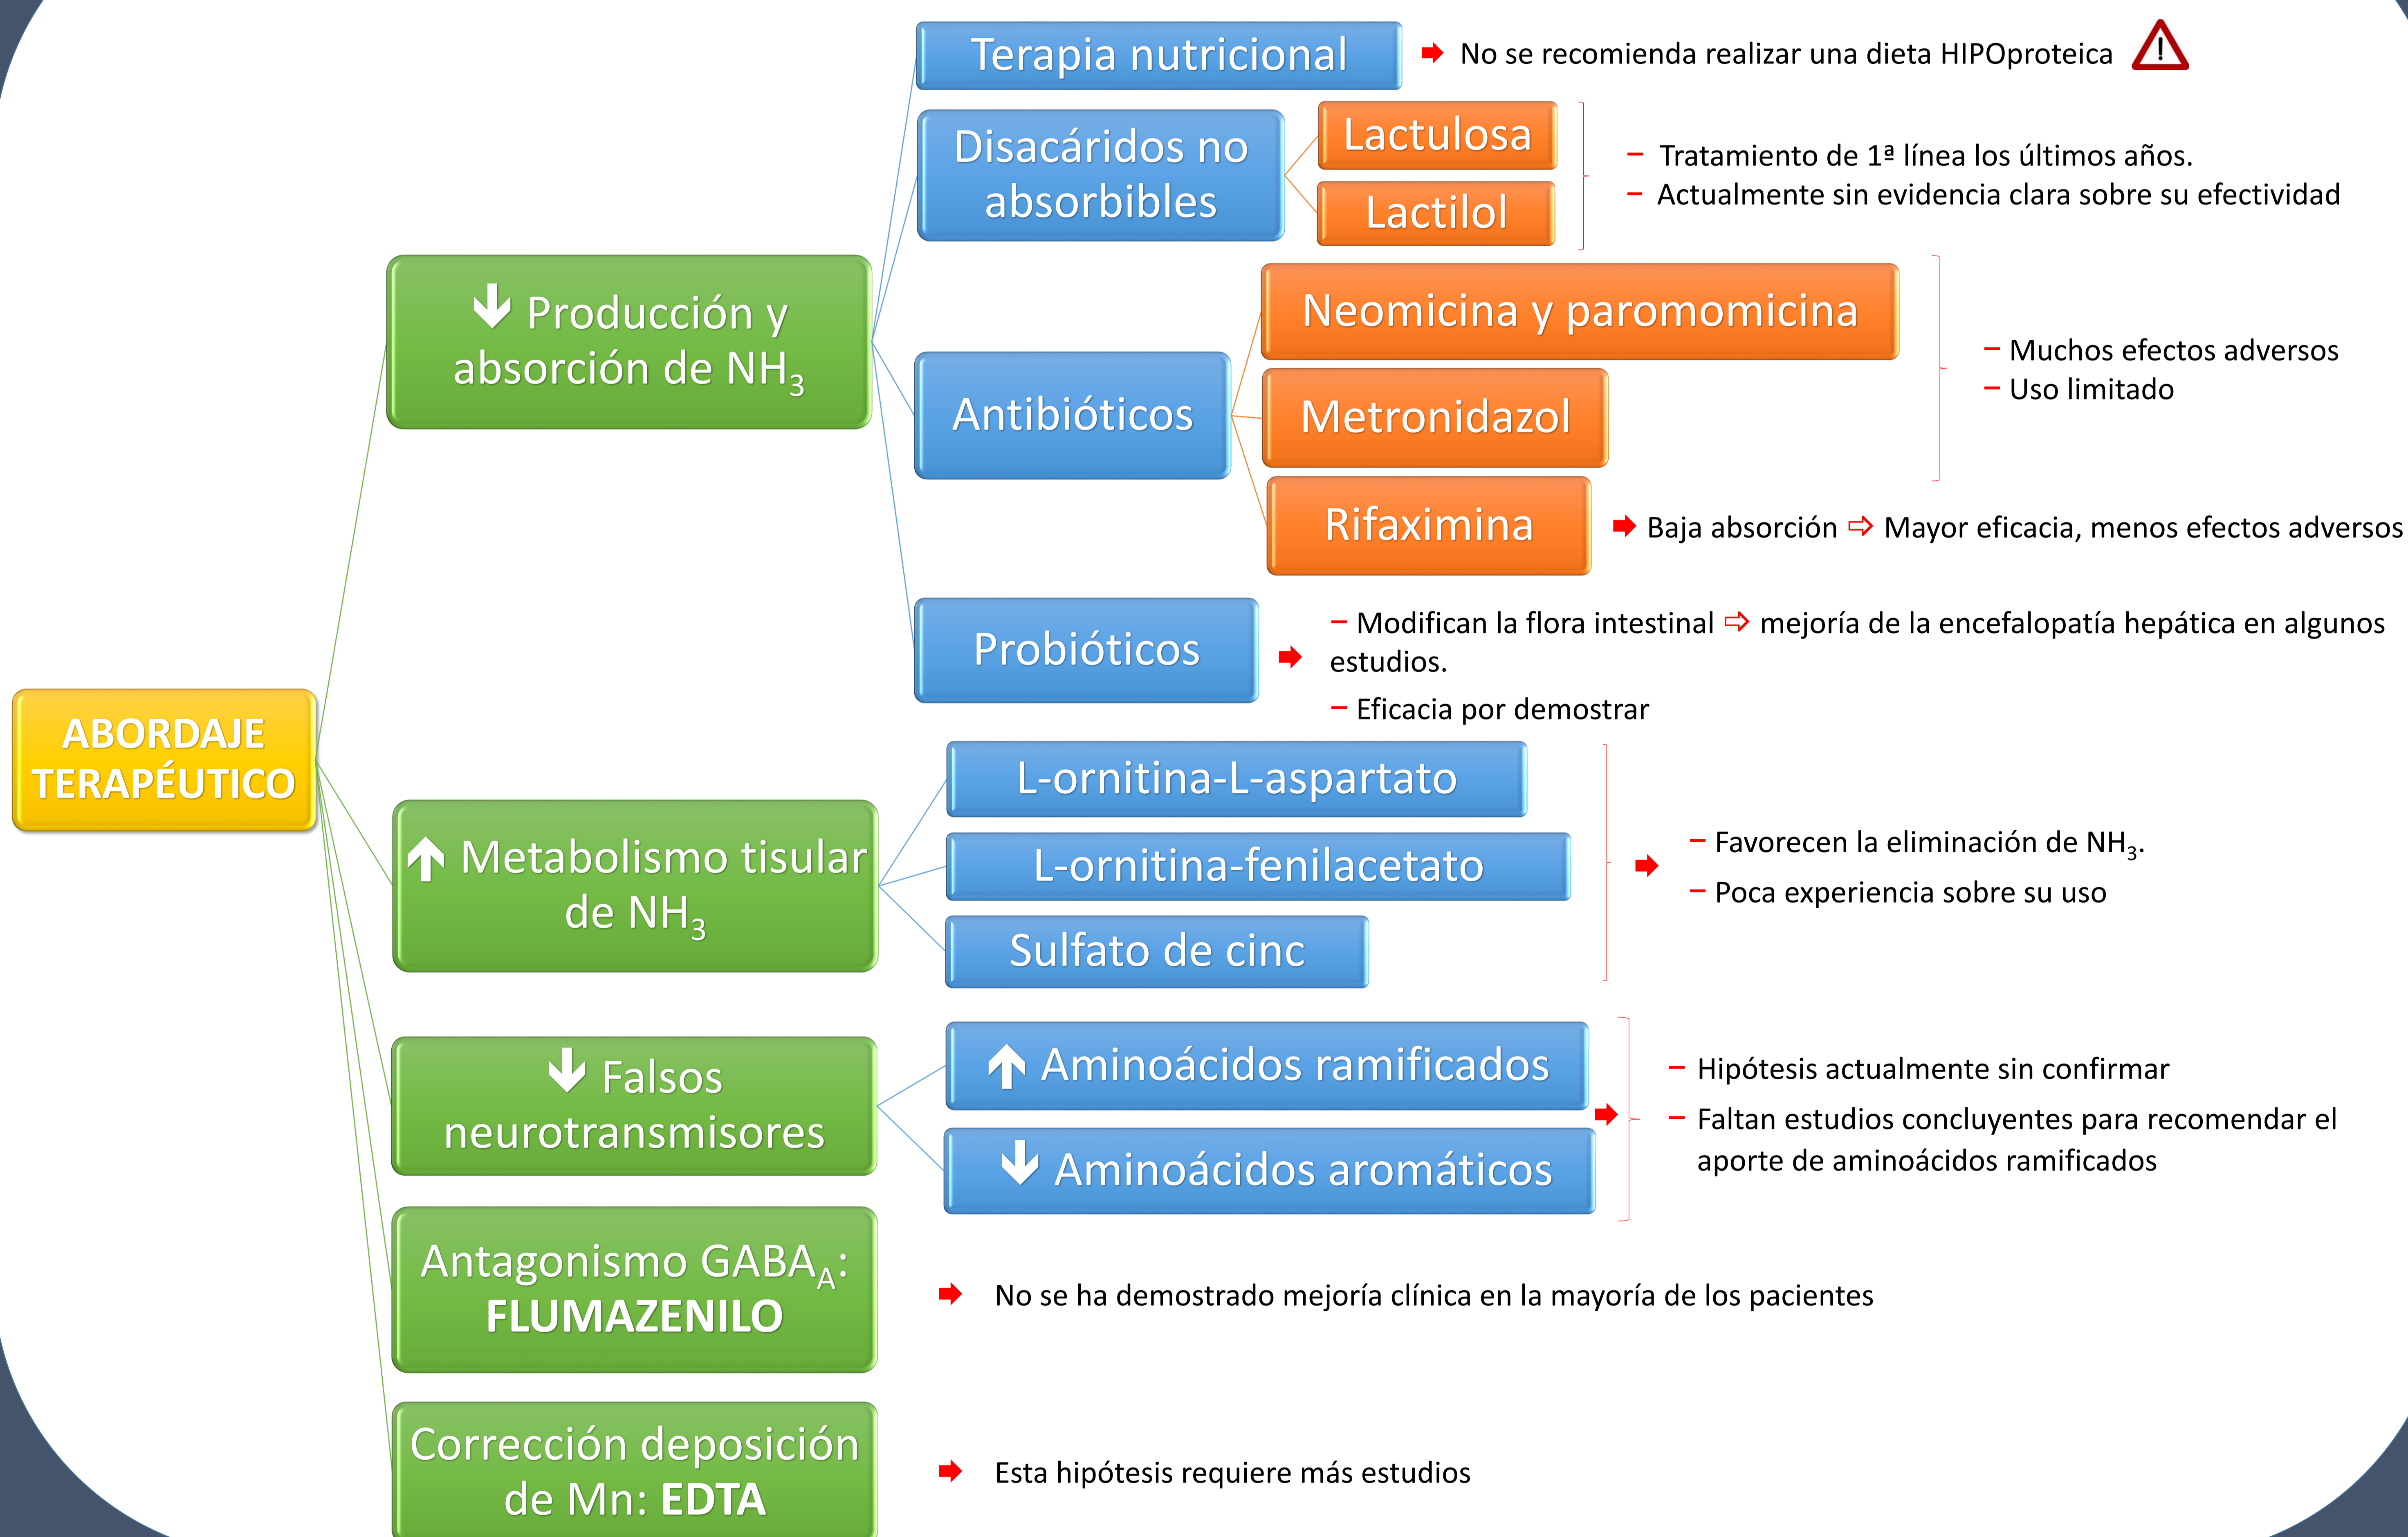 ABORDAJE
TERAPÉUTICO
🡻 Producción y
absorción de NH₃
Terapia nutricional
🡺 No se recomienda realizar una dieta HIPOproteica
Disacáridos no
absorbibles
Lactulosa
Lactilol
− Tratamiento de 1ª línea los últimos años.
− Actualmente sin evidencia clara sobre su efectividad
Antibióticos
Neomicina y paromomicina
Metronidazol
− Muchos efectos adversos
− Uso limitado
Rifaximina
🡺 Baja absorción ⇨ Mayor eficacia, menos efectos adversos
Probióticos
− Modifican la flora intestinal ⇨ mejoría de la encefalopatía hepática en algunos
estudios.
− Eficacia por demostrar
🡹 Metabolismo tisular
de NH₃
L-ornitina-L-aspartato
L-ornitina-fenilacetato
Sulfato de cinc
− Favorecen la eliminación de NH₃.
− Poca experiencia sobre su uso
🡻 Falsos
neurotransmisores
🡹 Aminoácidos ramificados
🡻 Aminoácidos aromáticos
− Hipótesis actualmente sin confirmar
− Faltan estudios concluyentes para recomendar el
aporte de aminoácidos ramificados
Antagonismo GABA_A:
FLUMAZENILO
🡺 No se ha demostrado mejoría clínica en la mayoría de los pacientes
Corrección deposición
de Mn: EDTA
🡺 Esta hipótesis requiere más estudios